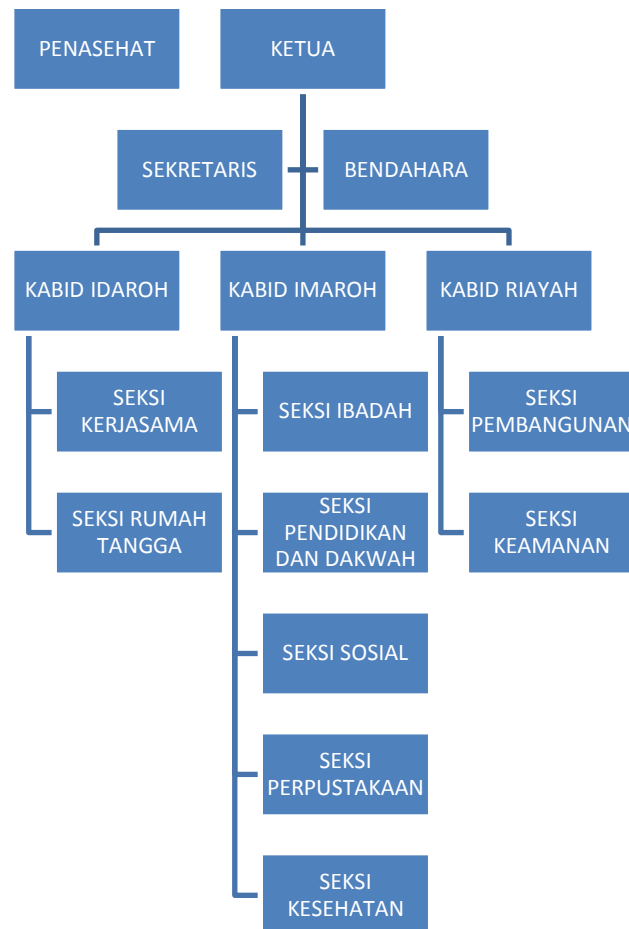 PENASEHAT
KETUA
SEKRETARIS
BENDAHARA
KABID IDAROH
KABID IMAROH
KABID RIAYAH
SEKSI
KERJASAMA
SEKSI IBADAH
SEKSI
PEMBANGUNAN
SEKSI RUMAH
TANGGA
SEKSI
PENDIDIKAN
DAN DAKWAH
SEKSI
KEAMANAN
SEKSI SOSIAL
SEKSI
PERPUSTAKAAN
SEKSI
KESEHATAN